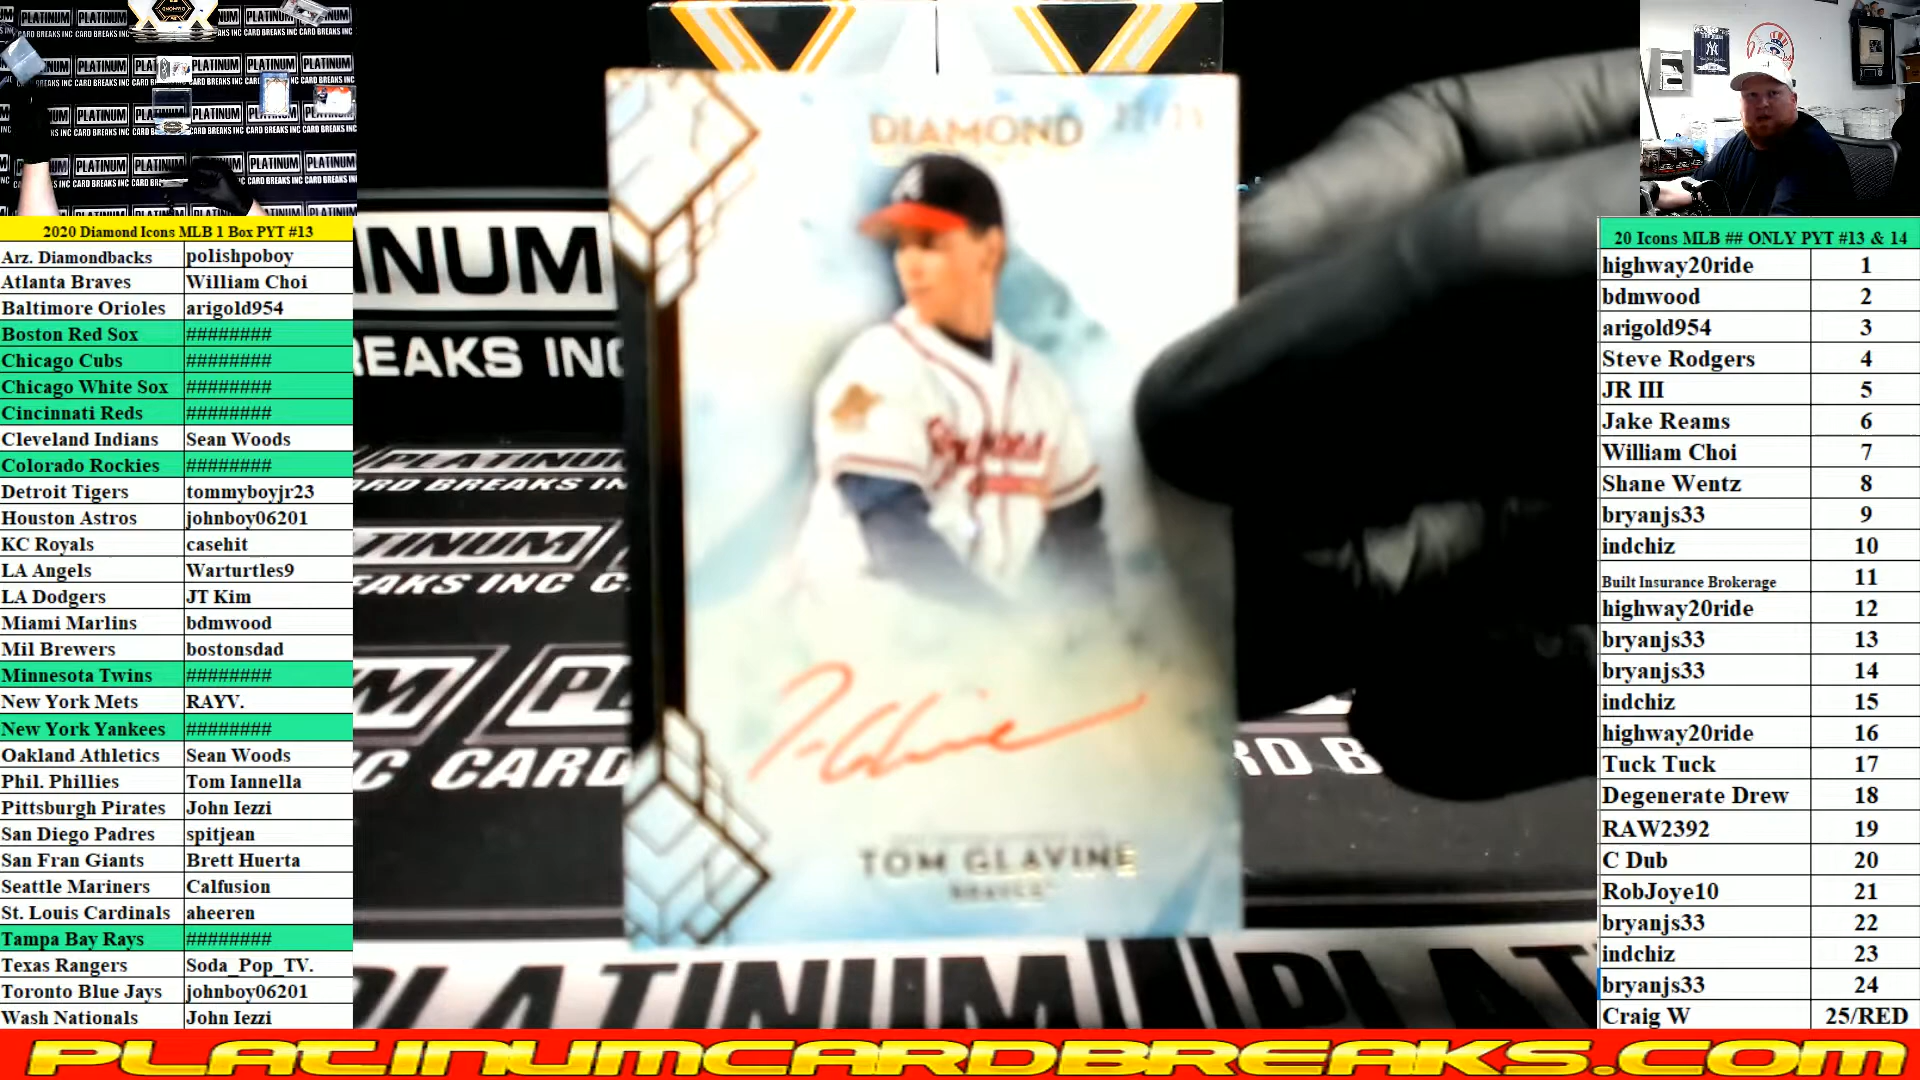 2020 Diamond Icons MLB 1 Box PYT #13
Arz. Diamondbacks polishpoboy
Atlanta Braves William Choi
Baltimore Orioles arigold954
Boston Red Sox ########
Chicago Cubs ########
Chicago White Sox ########
Cincinnati Reds ########
Cleveland Indians Sean Woods
Colorado Rockies ########
Detroit Tigers tommyboyjr23
Houston Astros johnboy06201
KC Royals casehit
LA Angels Warturtles9
LA Dodgers JT Kim
Miami Marlins bdmwood
Mil Brewers bostonsdad
Minnesota Twins ########
New York Mets RAYV.
New York Yankees ########
Oakland Athletics Sean Woods
Phil. Phillies Tom Iannella
Pittsburgh Pirates John Iezzi
San Diego Padres spitjean
San Fran Giants Brett Huerta
Seattle Mariners Calfusion
St. Louis Cardinals aheeren
Tampa Bay Rays ########
Texas Rangers Soda_Pop_TV.
Toronto Blue Jays johnboy06201
Wash Nationals John Iezzi
DIAMOND
Braves
T Glavine
TOM GLAVINE
BRAVES
20 Icons MLB ## ONLY PYT #13 & 14
highway20ride 1
bdmwood 2
arigold954 3
Steve Rodgers 4
JR III 5
Jake Reams 6
William Choi 7
Shane Wentz 8
bryanjs33 9
indchiz 10
Built Insurance Brokerage 11
highway20ride 12
bryanjs33 13
bryanjs33 14
indchiz 15
highway20ride 16
Tuck Tuck 17
Degenerate Drew 18
RAW2392 19
C Dub 20
RobJoye10 21
bryanjs33 22
indchiz 23
bryanjs33 24
Craig W 25/RED
PLATINUMCARDBREAKS.COM